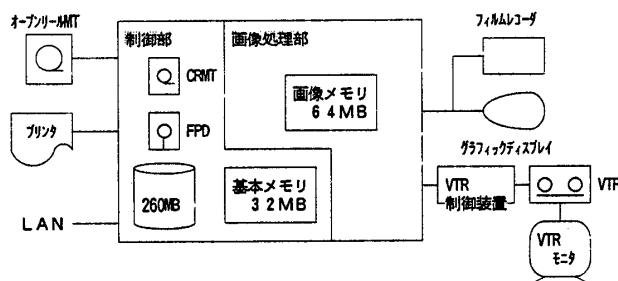 オープンリールMT
制御部
画像処理部
フィルムレコーダ
CRMT
画像メモリ
64MB
プリンタ
FPD
グラフィックディスプレイ
260MB
基本メモリ
32MB
VTR
制御装置
VTR
LAN
VTR
モニタ